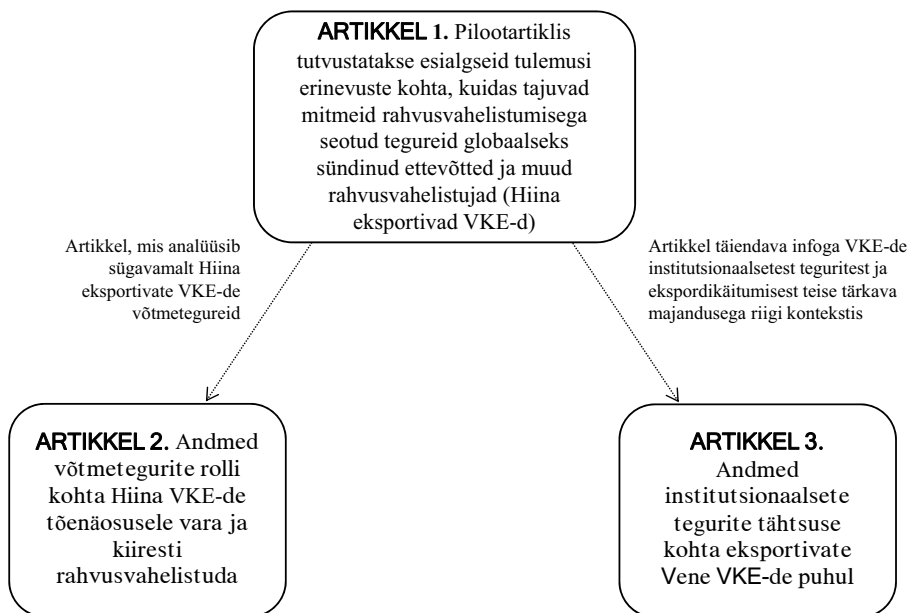 ARTIKKEL 1. Pilootartiklis
tutvustatakse esialgseid tulemusi
erinevuste kohta, kuidas tajuvad
mitmeid rahvusvahelistumisega
seotud tegureid globaalseks
sündinud ettevõtted ja muud
rahvusvahelistujad (Hiina
eksportivad VKE-d)
Artikkel, mis analüüsib
sügavamalt Hiina
eksportivate VKE-de
võtmetegureid
Artikkel täiendava infoga VKE-de
institutsionaalsetest teguritest ja
ekspordikäitumisest teise tärkava
majandusega riigi kontekstis
ARTIKKEL 2. Andmed
võtmetegurite rolli
kohta Hiina VKE-de
tõenäosusele vara ja
kiiresti
rahvusvahelistuda
ARTIKKEL 3.
Andmed
institutsionaalsete
tegurite tähtsuse
kohta eksportivate
Vene VKE-de puhul